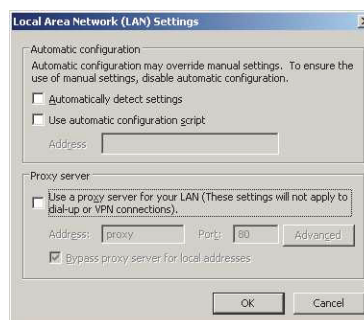 Local Area Network (LAN) Settings
Automatic configuration
Automatic configuration may override manual settings. To ensure the
use of manual settings, disable automatic configuration.
Automatically detect settings
Use automatic configuration script
Address
Proxy server
Use a proxy server for your LAN (These settings will not apply to
dial-up or VPN connections).
Address: proxy Port: 80 Advanced
Bypass proxy server for local addresses
OK Cancel